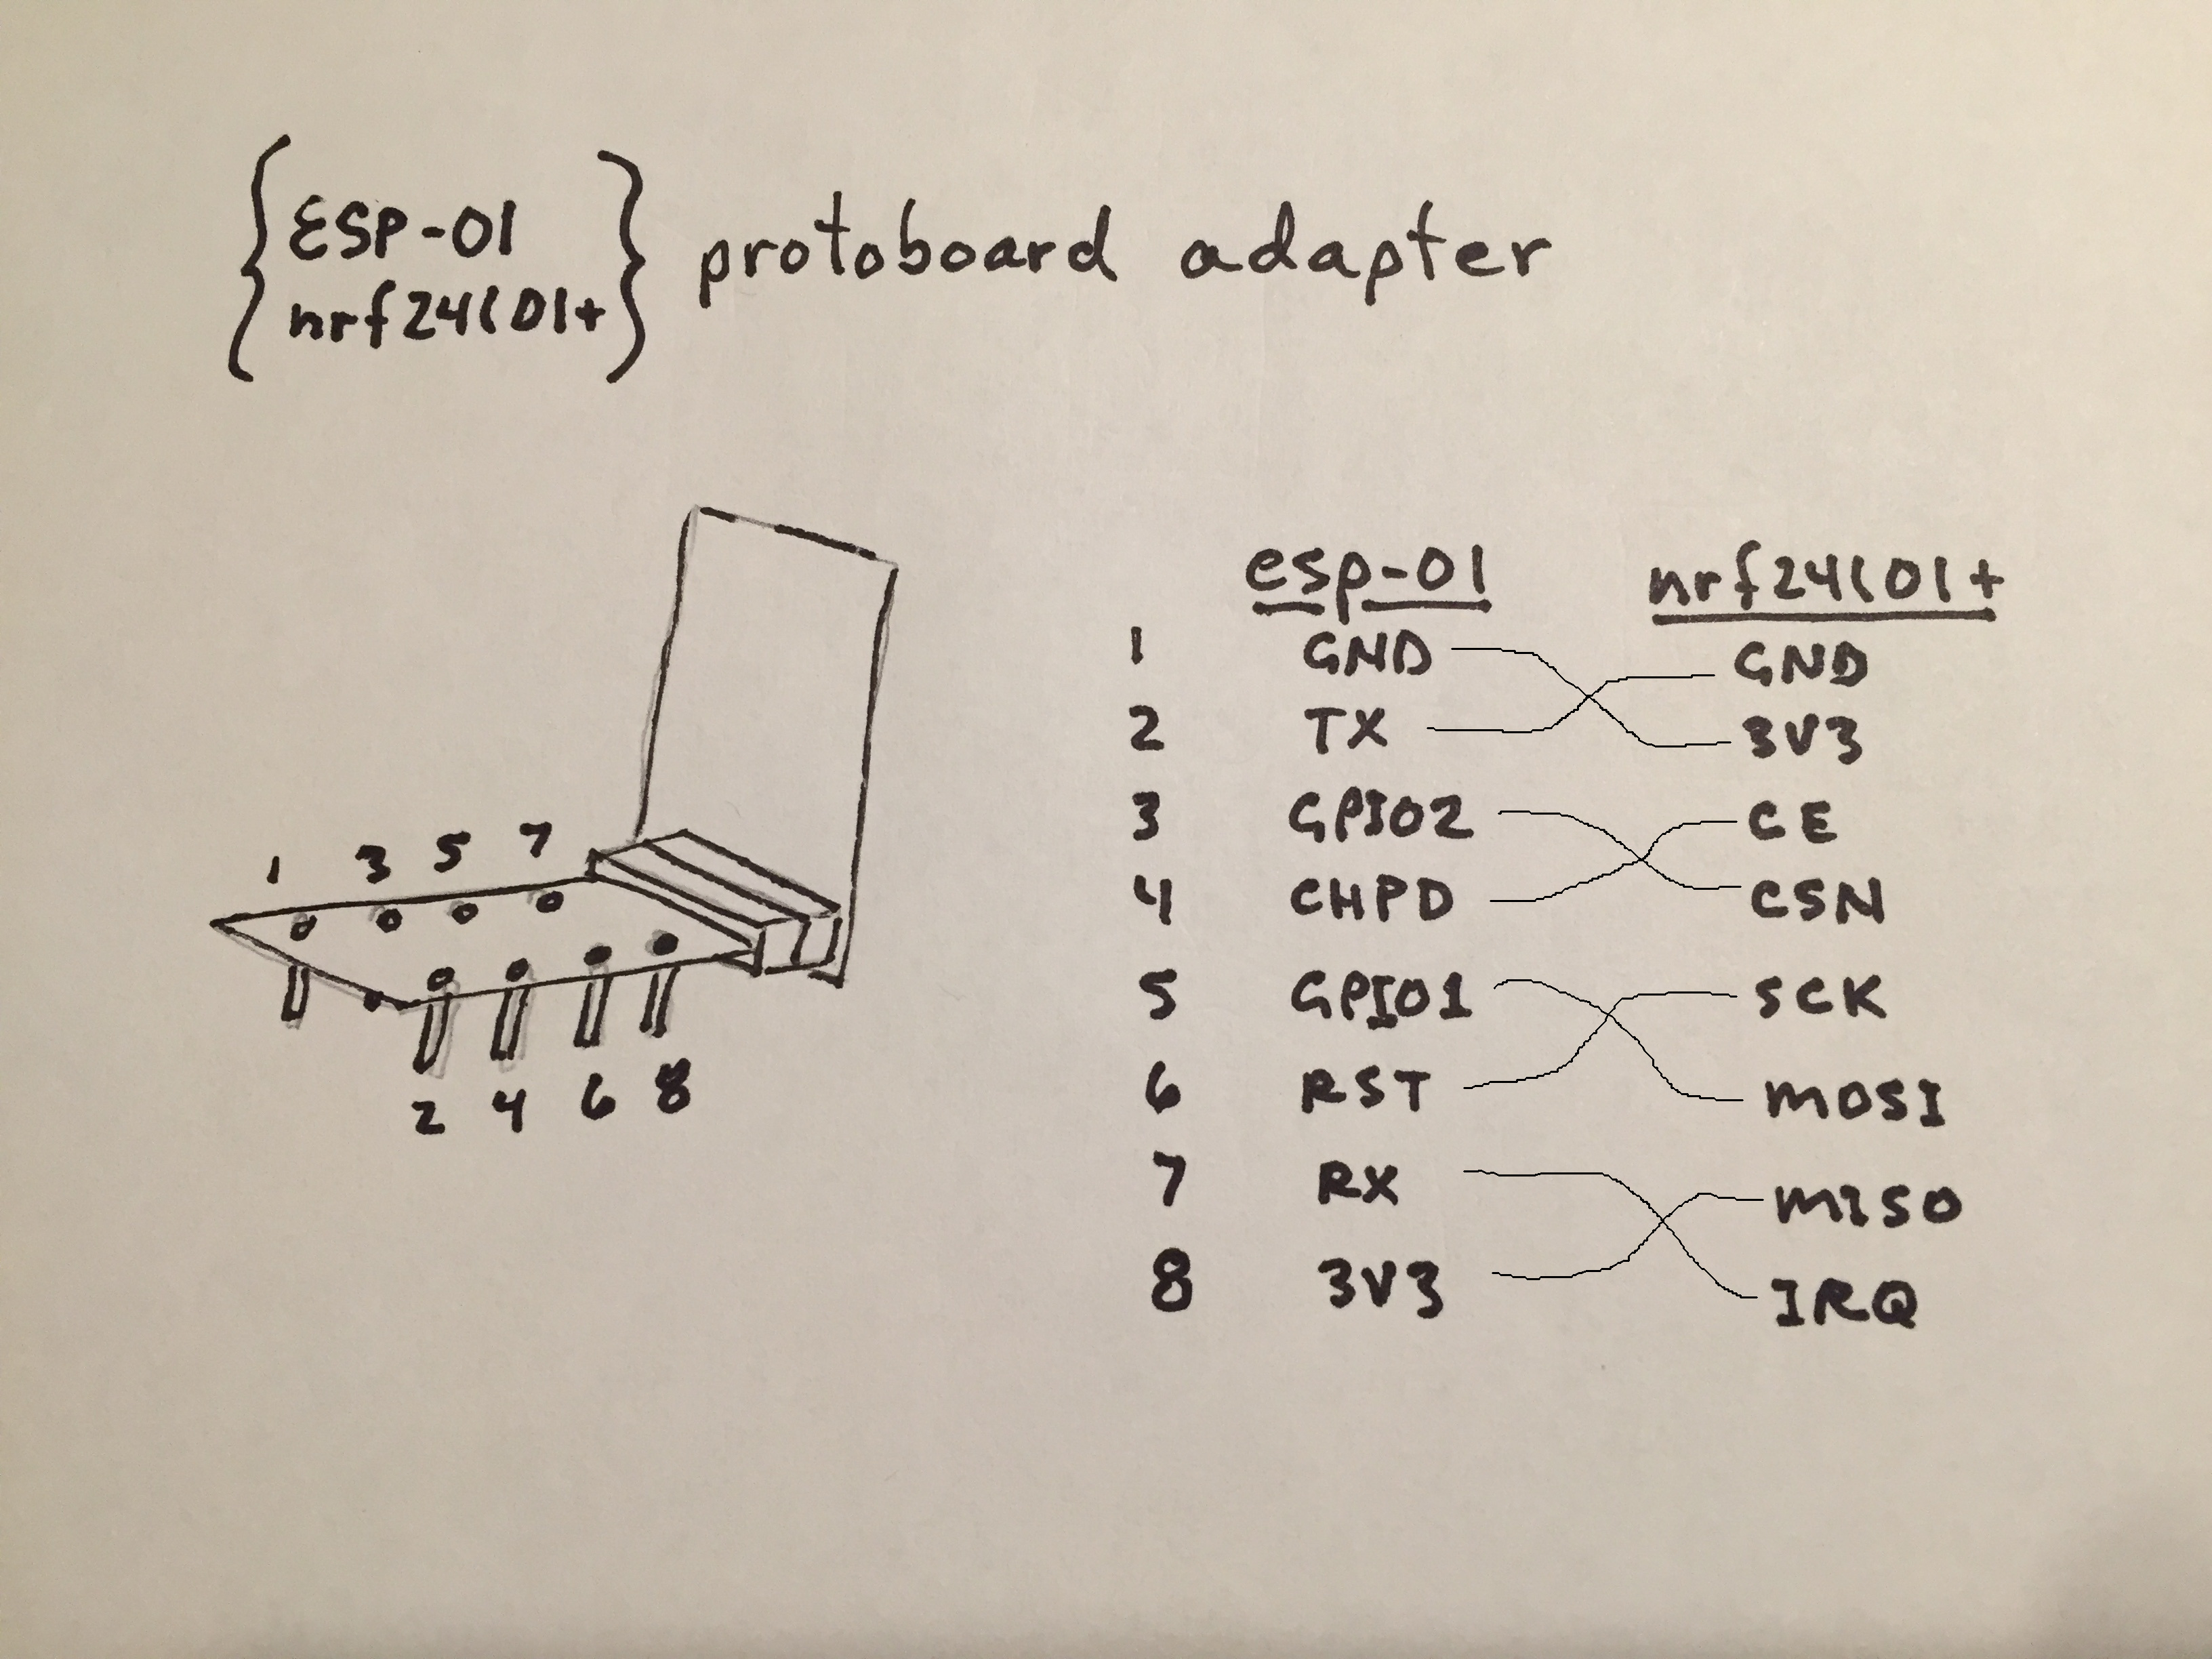 ESP-01
nrf24l01+
protoboard adapter
esp-01 nrf24l01+
1 GND GND
2 TX 3V3
3 GPIO2 CE
4 CHPD CSN
5 GPIO1 SCK
6 RST MOSI
7 RX MISO
8 3V3 IRQ
1 3 5 7
2 4 6 8